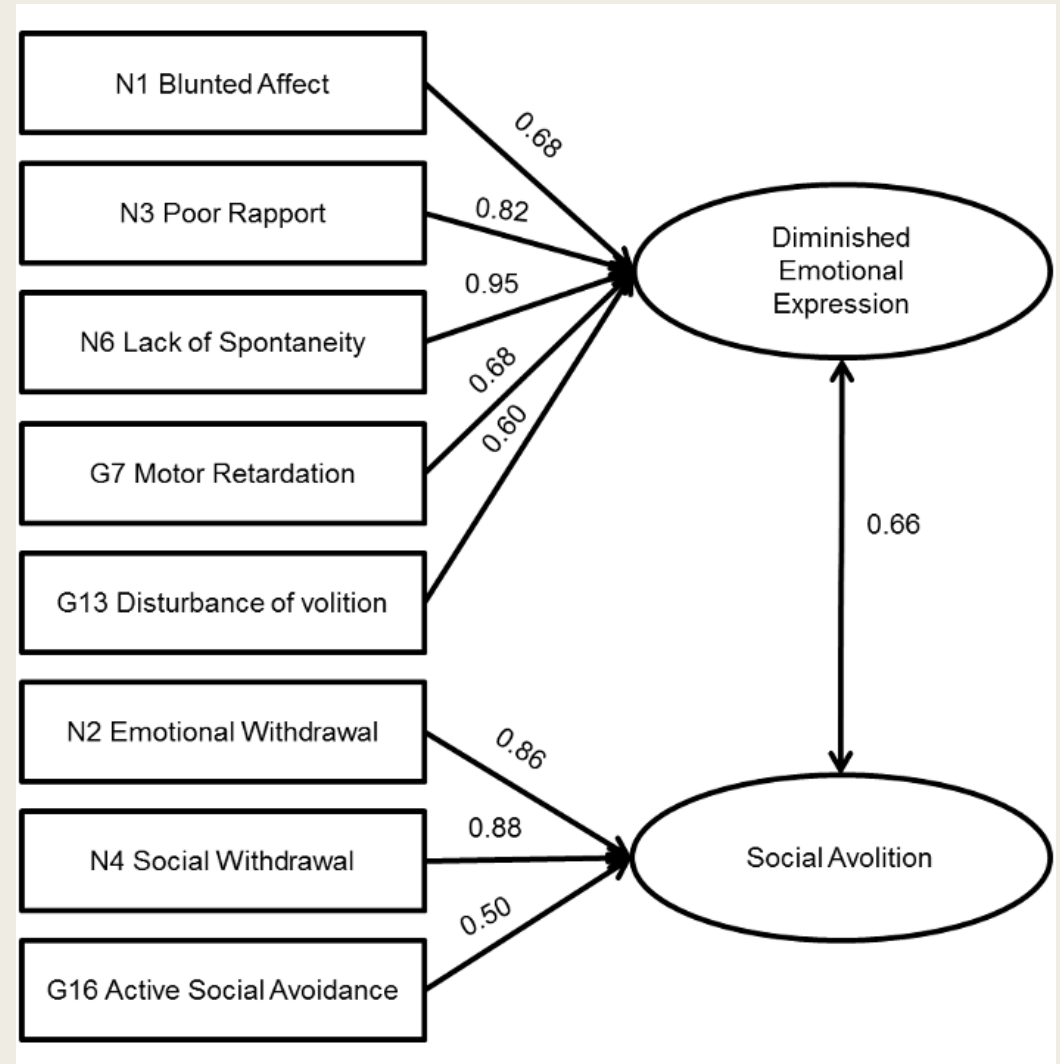 N1 Blunted Affect
0.68
N3 Poor Rapport
0.82
Diminished
Emotional
Expression
N6 Lack of Spontaneity
0.95
G7 Motor Retardation
0.68
G13 Disturbance of volition
0.60
0.66
N2 Emotional Withdrawal
0.86
N4 Social Withdrawal
0.88
Social Avolition
G16 Active Social Avoidance
0.50